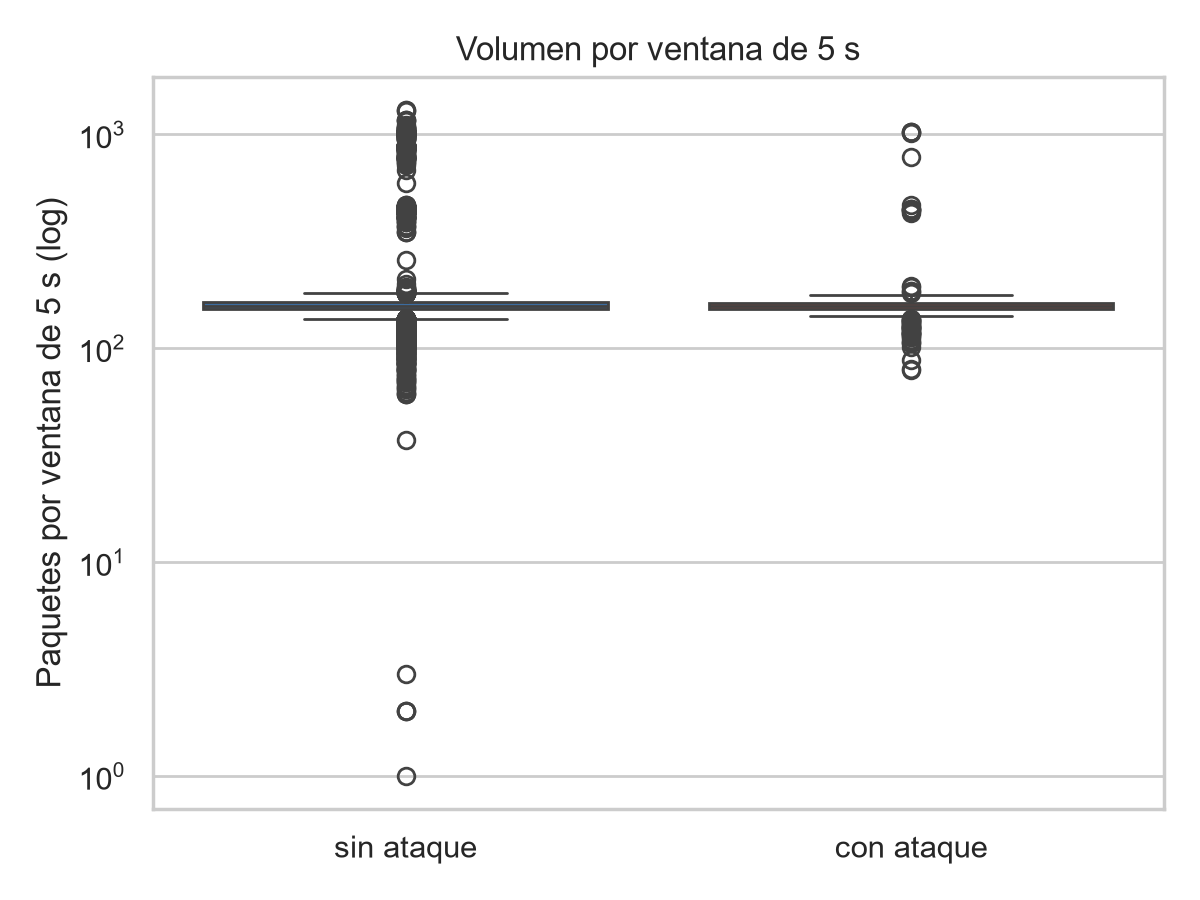 Volumen por ventana de 5 s
Paquetes por ventana de 5 s (log)
10³
10²
10¹
10⁰
sin ataque
con ataque